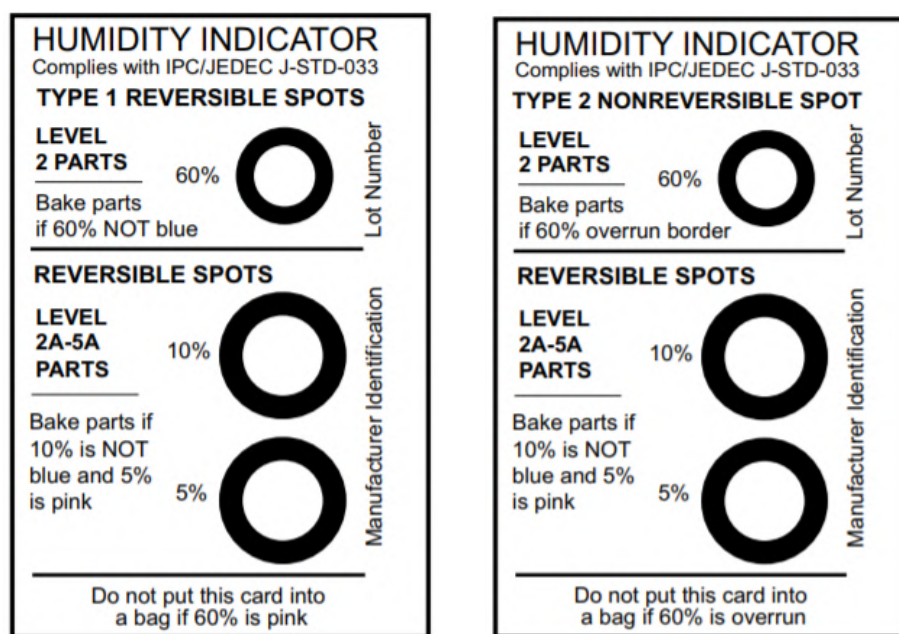 HUMIDITY INDICATOR
Complies with IPC/JEDEC J-STD-033
TYPE 1 REVERSIBLE SPOTS
LEVEL
2 PARTS
60%
Bake parts
if 60% NOT blue
Lot Number
REVERSIBLE SPOTS
LEVEL
2A-5A
PARTS
10%
Bake parts if
10% is NOT
blue and 5%
is pink
5%
Manufacturer Identification
Do not put this card into
a bag if 60% is pink
HUMIDITY INDICATOR
Complies with IPC/JEDEC J-STD-033
TYPE 2 NONREVERSIBLE SPOT
LEVEL
2 PARTS
60%
Bake parts
if 60% overrun border
Lot Number
REVERSIBLE SPOTS
LEVEL
2A-5A
PARTS
10%
Bake parts if
10% is NOT
blue and 5%
is pink
5%
Manufacturer Identification
Do not put this card into
a bag if 60% is overrun